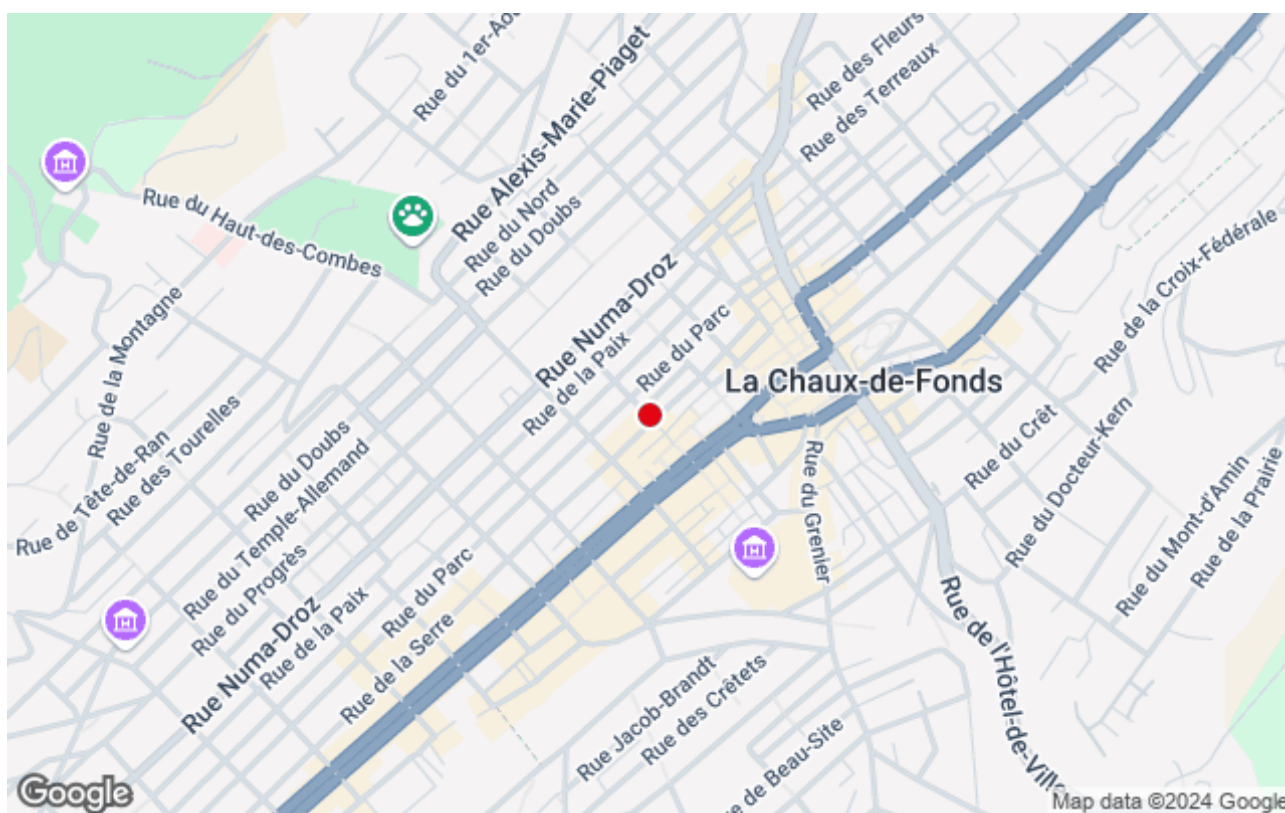 Rue du 1er-Aoû
Rue Alexis-Marie-Piaget
Rue des Fleurs
Rue des Terreaux
Rue du Haut-des-Combes
Rue du Nord
Rue du Doubs
Rue de la Croix-Fédérale
Rue Numa-Droz
Rue de la Paix
Rue du Parc
Rue de la Montagne
La Chaux-de-Fonds
Rue de Tête-de-Ran
Rue des Tourelles
Rue du Doubs
Rue du Temple-Allemand
Rue du Progrès
Rue Numa-Droz
Rue de la Paix
Rue du Parc
Rue de la Serre
Rue du Grenier
Rue du Crêt
Rue du Docteur-Kern
Rue du Mont-d'Amin
Rue de la Prairie
Rue de l'Hôtel-de-Ville
Rue Jacob-Brandt
Rue des Crêtets
ue de Beau-Site
Google
Map data ©2024 Google